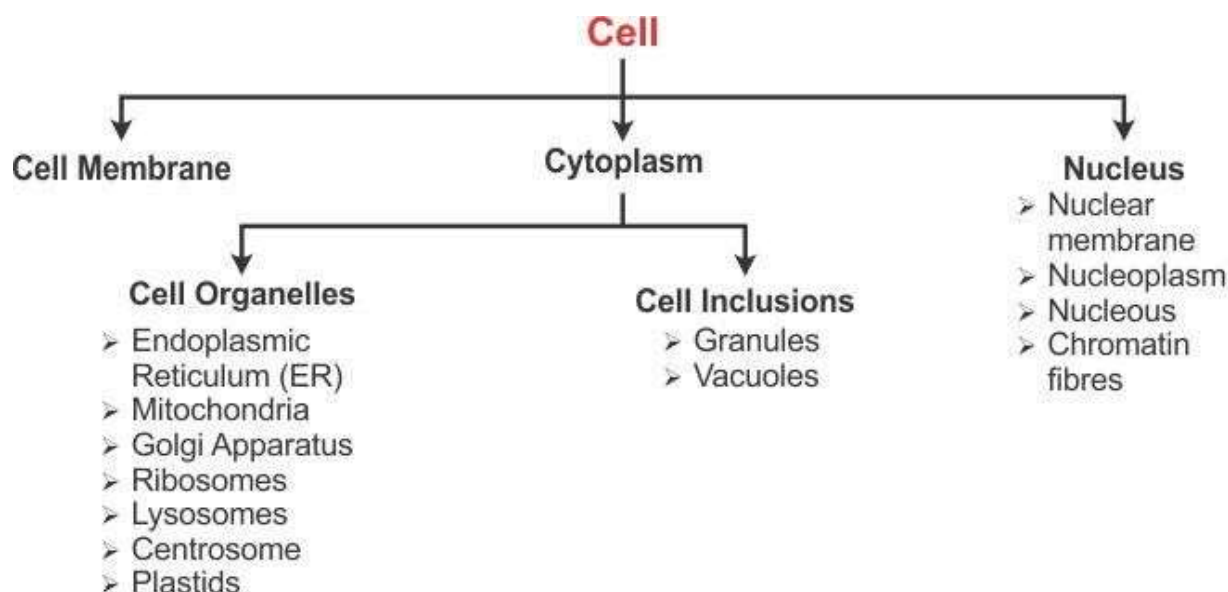 Cell
Cell Membrane
Cytoplasm
Nucleus
➢ Nuclear
membrane
➢ Nucleoplasm
➢ Nucleous
➢ Chromatin
fibres
Cell Organelles
➢ Endoplasmic
Reticulum (ER)
➢ Mitochondria
➢ Golgi Apparatus
➢ Ribosomes
➢ Lysosomes
➢ Centrosome
➢ Plastids
Cell Inclusions
➢ Granules
➢ Vacuoles